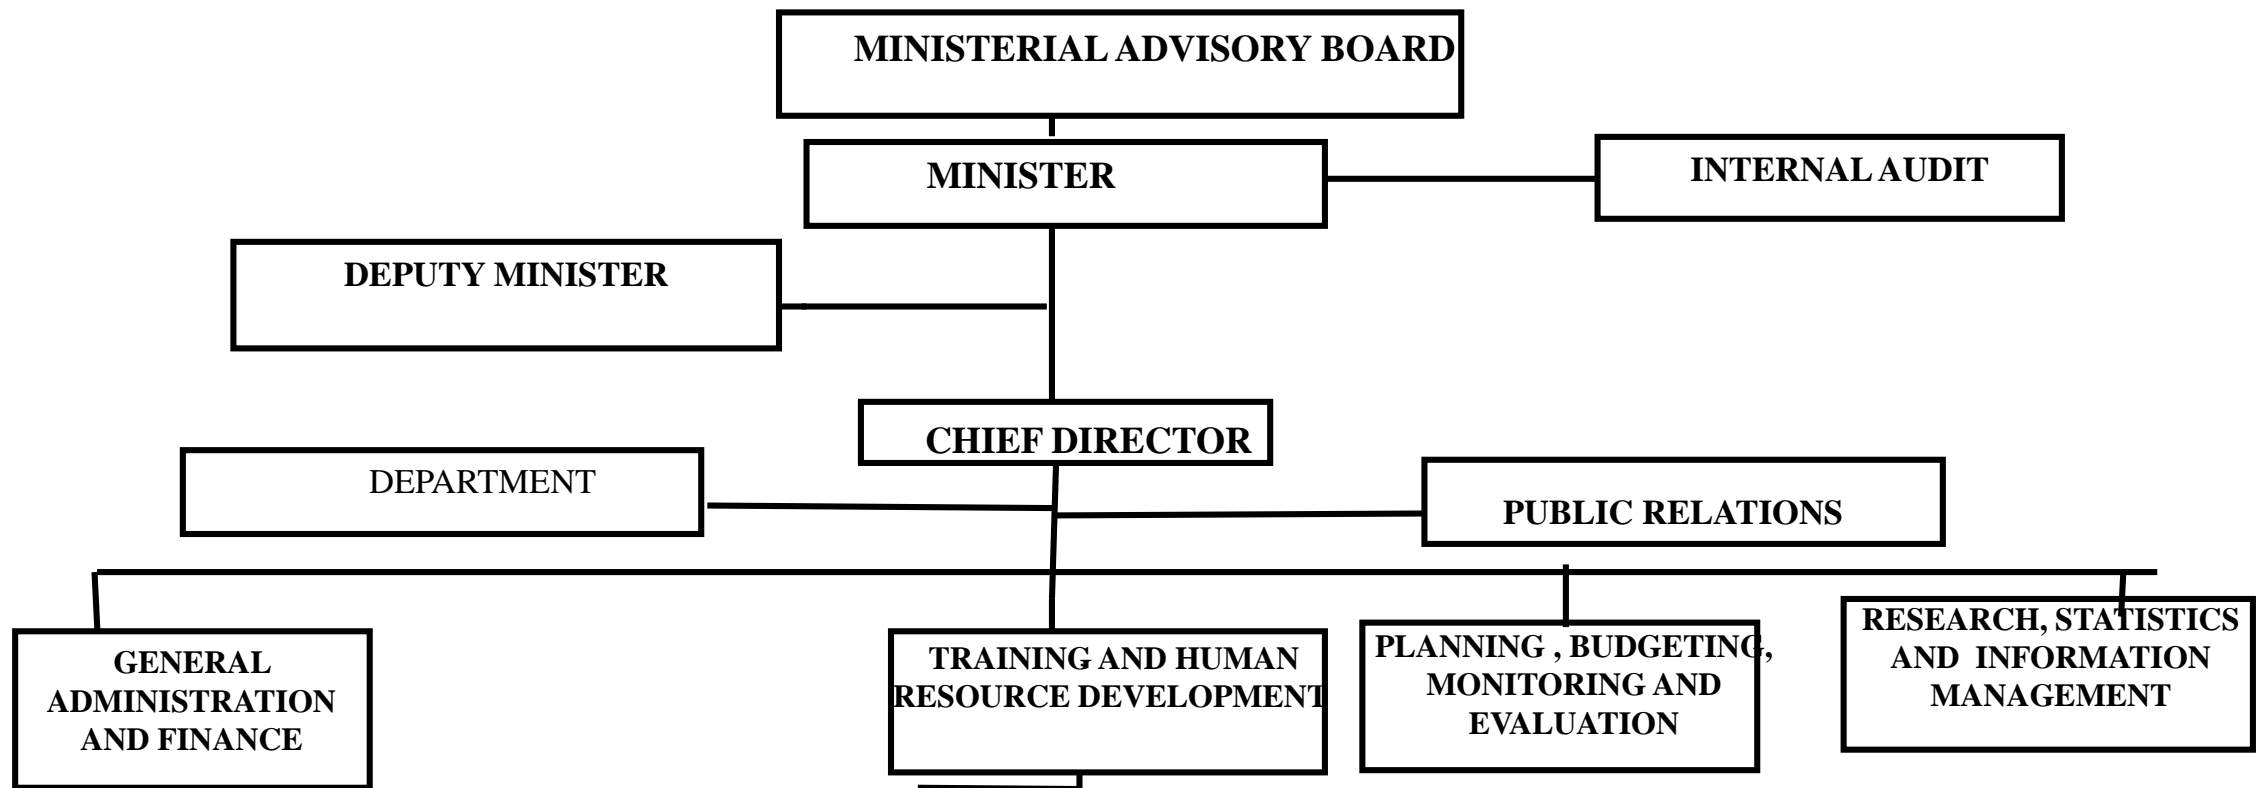 MINISTERIAL ADVISORY BOARD
MINISTER
INTERNAL AUDIT
DEPUTY MINISTER
CHIEF DIRECTOR
DEPARTMENT
PUBLIC RELATIONS
GENERAL
ADMINISTRATION
AND FINANCE
TRAINING AND HUMAN
RESOURCE DEVELOPMENT
PLANNING , BUDGETING,
MONITORING AND
EVALUATION
RESEARCH, STATISTICS
AND INFORMATION
MANAGEMENT